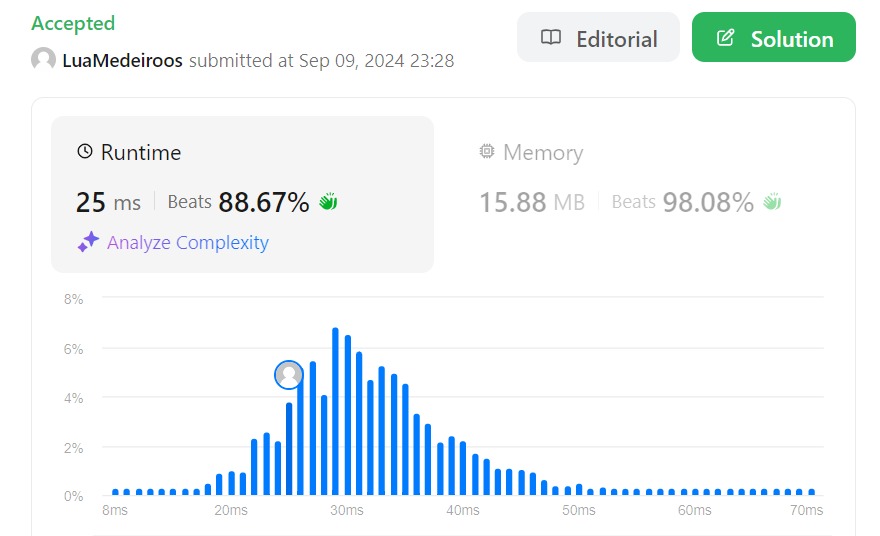 Accepted
Editorial
Solution
LuaMedeiroos submitted at Sep 09, 2024 23:28
Runtime
Memory
25 ms Beats 88.67%
15.88 MB Beats 98.08%
Analyze Complexity
8%
6%
4%
2%
0%
8ms 20ms 30ms 40ms 50ms 60ms 70ms